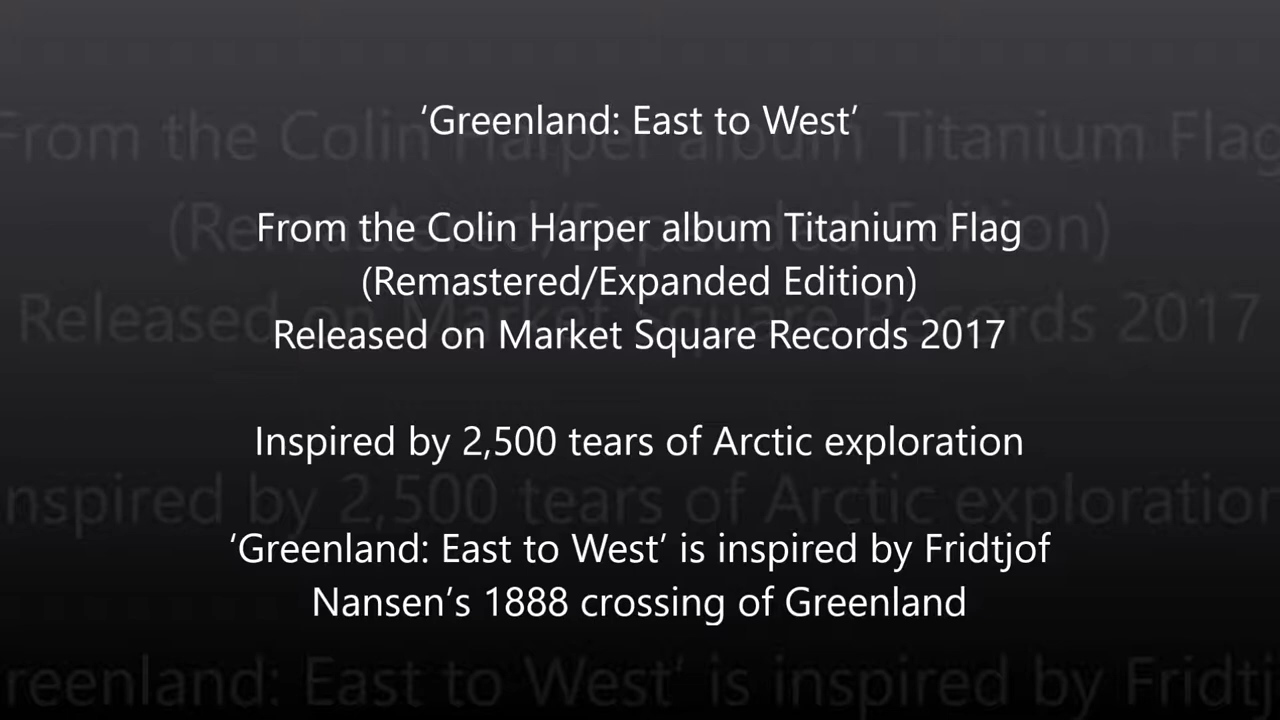 ‘Greenland: East to West’
From the Colin Harper album Titanium Flag
(Remastered/Expanded Edition)
Released on Market Square Records 2017
Inspired by 2,500 tears of Arctic exploration
‘Greenland: East to West’ is inspired by Fridtjof
Nansen’s 1888 crossing of Greenland